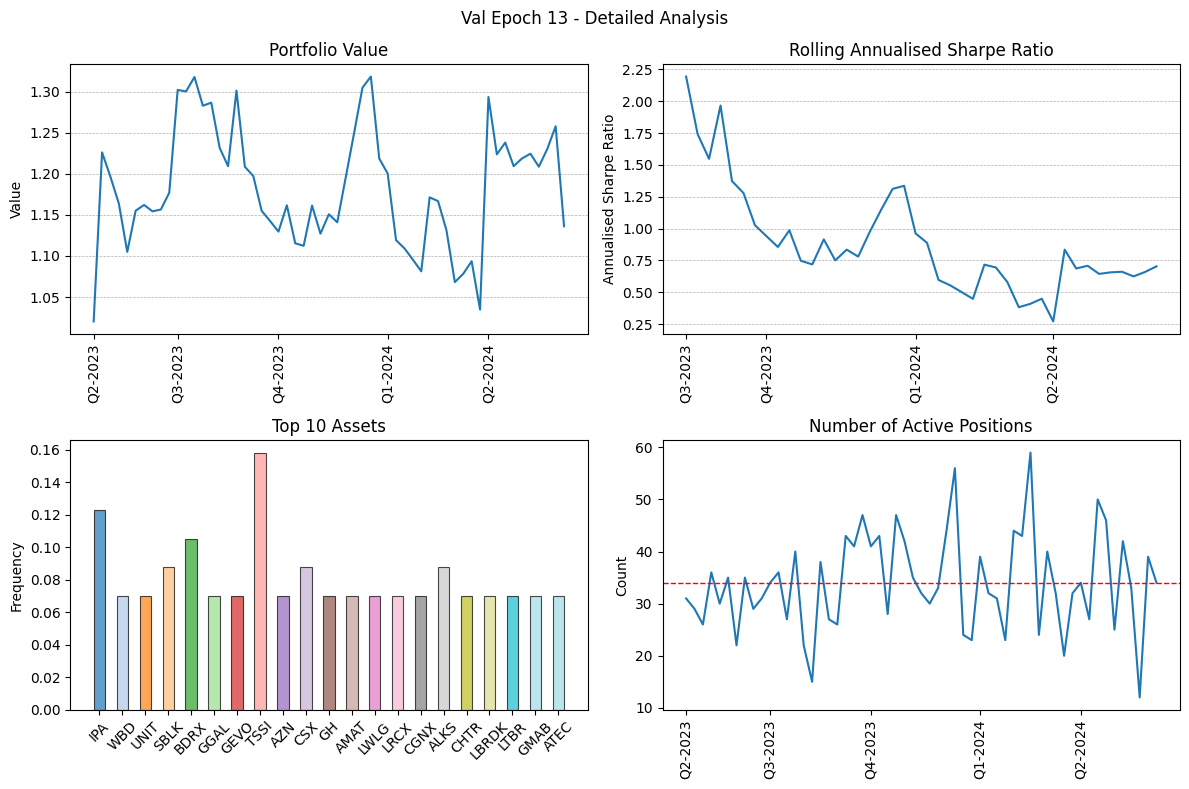 Val Epoch 13 - Detailed Analysis
Portfolio Value
Value
1.30
1.25
1.20
1.15
1.10
1.05
Q2-2023
Q3-2023
Q4-2023
Q1-2024
Q2-2024
Rolling Annualised Sharpe Ratio
Annualised Sharpe Ratio
2.25
2.00
1.75
1.50
1.25
1.00
0.75
0.50
0.25
Q3-2023
Q4-2023
Q1-2024
Q2-2024
Top 10 Assets
Frequency
0.16
0.14
0.12
0.10
0.08
0.06
0.04
0.02
0.00
IPA
WBD
UNIT
SBLK
BDRX
GGAL
GEVO
TSSI
AZN
CSX
GH
AMAT
LWLG
LRCX
CGNX
ALKS
CHTR
LBRDK
LTBR
GMAB
ATEC
Number of Active Positions
Count
60
50
40
30
20
10
Q2-2023
Q3-2023
Q4-2023
Q1-2024
Q2-2024